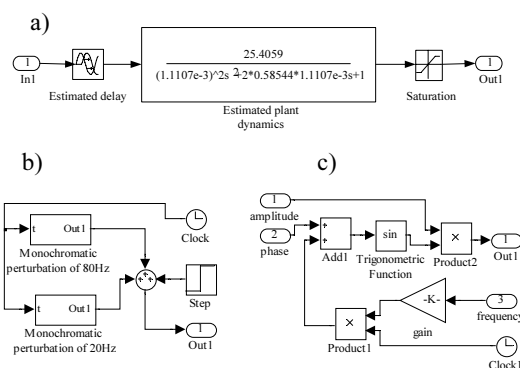 a)
25.4059
(1.1107e-3)^2s 2+2*0.58544*1.1107e-3s+1
1
In1
Estimated delay
Estimated plant
dynamics
Saturation
1
Out1
b)
t
Out1
Monochromatic
perturbation of 80Hz
Clock
Step
t
Out1
Monochromatic
perturbation of 20Hz
1
Out1
c)
1
amplitude
2
phase
Add1
sin
Trigonometric
Function
×
Product2
1
Out1
-K-
gain
3
frequency
×
Product1
Clock1